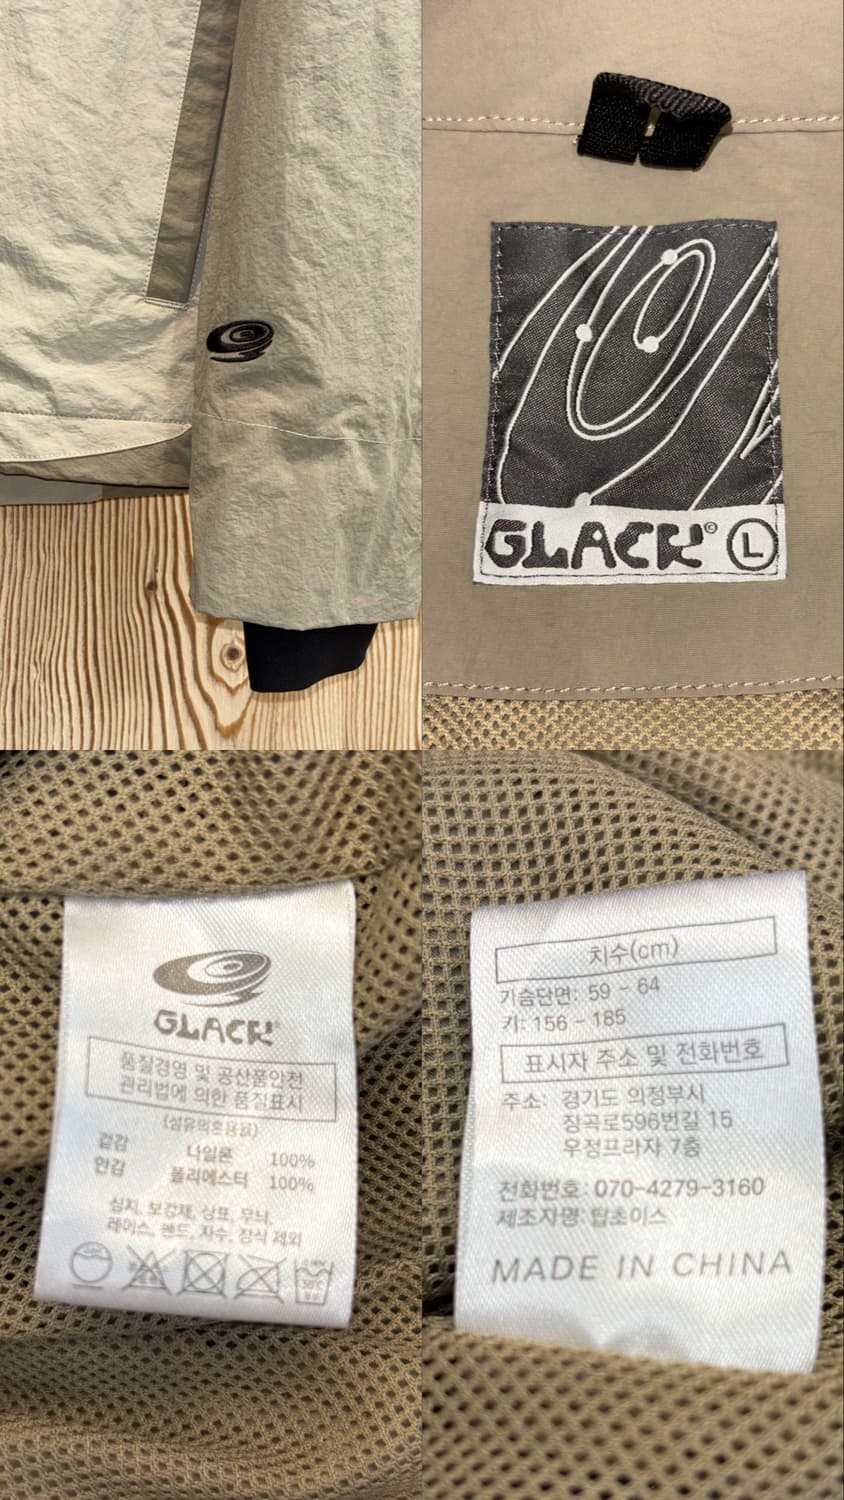 GLACK© L
GLACK
품질경영 및 공산품안전
관리법에 의한 품질표시
(섬유의혼용율)
겉감 나일론 100%
안감 폴리에스터 100%
심지, 보강재, 상표, 무늬,
레이스, 밴드, 자수, 장식 제외
30℃
치수(cm)
가슴단면: 59 - 64
키: 156 - 185
표시자 주소 및 전화번호
주소: 경기도 의정부시
장곡로596번길 15
우정프라자 7층
전화번호: 070-4279-3160
제조자명: 탑초이스
MADE IN CHINA